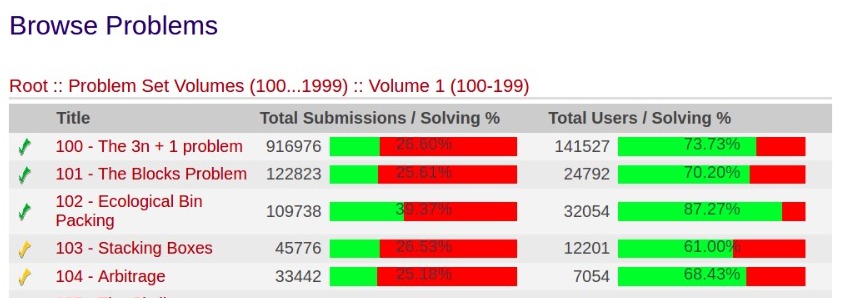 Browse Problems
Root :: Problem Set Volumes (100...1999) :: Volume 1 (100-199)
Title Total Submissions / Solving % Total Users / Solving %
100 - The 3n + 1 problem 916976 26.60% 141527 73.73%
101 - The Blocks Problem 122823 25.61% 24792 70.20%
102 - Ecological Bin
Packing 109738 39.37% 32054 87.27%
103 - Stacking Boxes 45776 26.53% 12201 61.00%
104 - Arbitrage 33442 25.18% 7054 68.43%